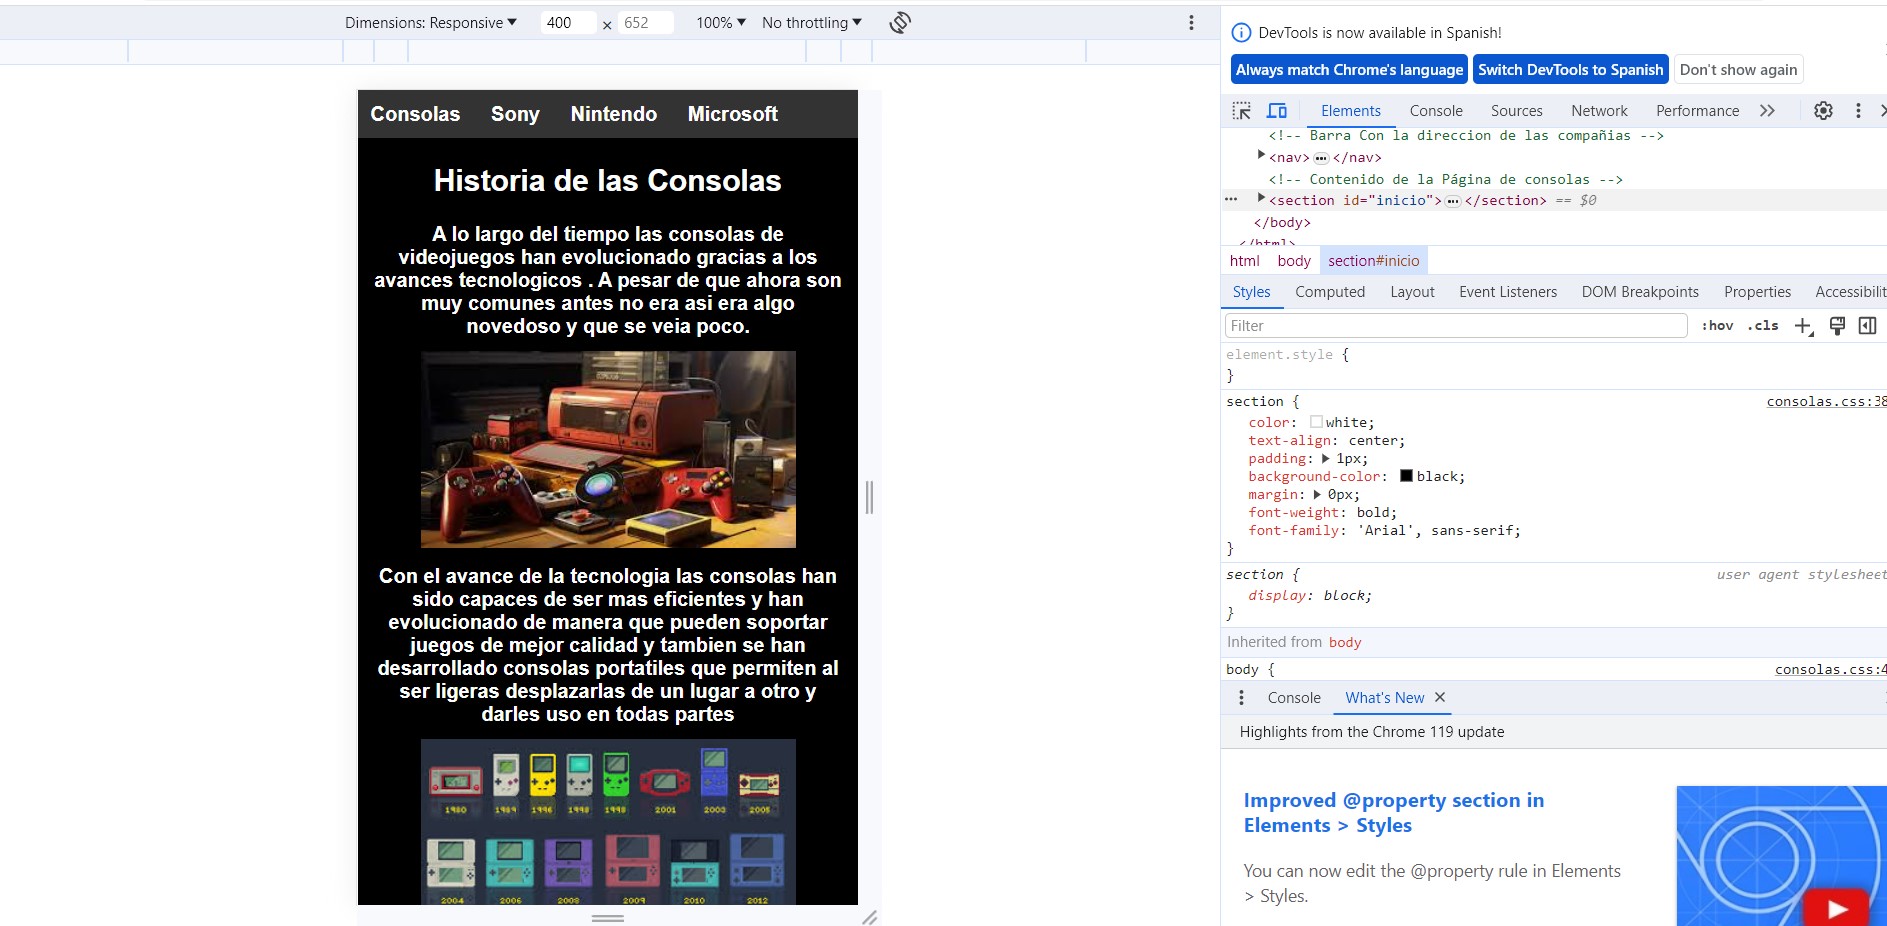 Dimensions: Responsive ▼ 400 × 652 100% ▼ No throttling ▼
DevTools is now available in Spanish!
Always match Chrome's language Switch DevTools to Spanish Don't show again
Elements Console Sources Network Performance
<!-- Barra Con la direccion de las compañias -->
<nav> ••• </nav>
<!-- Contenido de la Página de consolas -->
<section id="inicio"> ••• </section> == $0
</body>
</html>
html body section#inicio
Styles Computed Layout Event Listeners DOM Breakpoints Properties Accessibilit
Filter :hov .cls
element.style {
}
section { consolas.css:38
color: white;
text-align: center;
padding: 1px;
background-color: black;
margin: 0px;
font-weight: bold;
font-family: 'Arial', sans-serif;
}
section { user agent stylesheet
display: block;
}
Inherited from body
body { consolas.css:4
Console What's New
Highlights from the Chrome 119 update
Improved @property section in
Elements > Styles
You can now edit the @property rule in Elements
> Styles.
Consolas Sony Nintendo Microsoft
Historia de las Consolas
A lo largo del tiempo las consolas de
videojuegos han evolucionado gracias a los
avances tecnologicos . A pesar de que ahora son
muy comunes antes no era asi era algo
novedoso y que se veia poco.
Con el avance de la tecnologia las consolas han
sido capaces de ser mas eficientes y han
evolucionado de manera que pueden soportar
juegos de mejor calidad y tambien se han
desarrollado consolas portatiles que permiten al
ser ligeras desplazarlas de un lugar a otro y
darles uso en todas partes
1980 1989 1996 1998 1998 2001 2003 2005
2004 2006 2008 2009 2010 2012